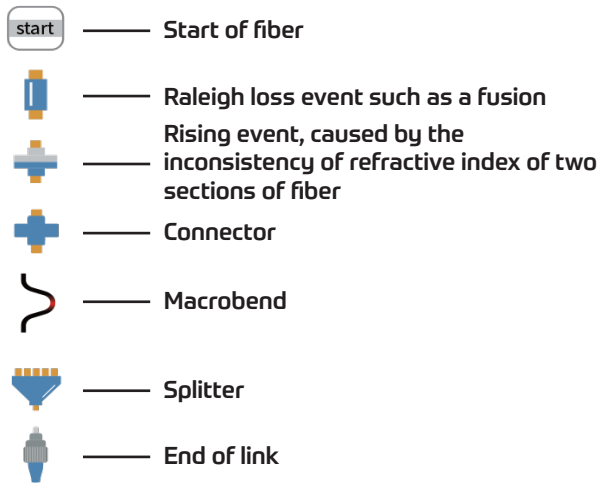 start
Start of fiber
Raleigh loss event such as a fusion
Rising event, caused by the
inconsistency of refractive index of two
sections of fiber
Connector
Macrobend
Splitter
End of link